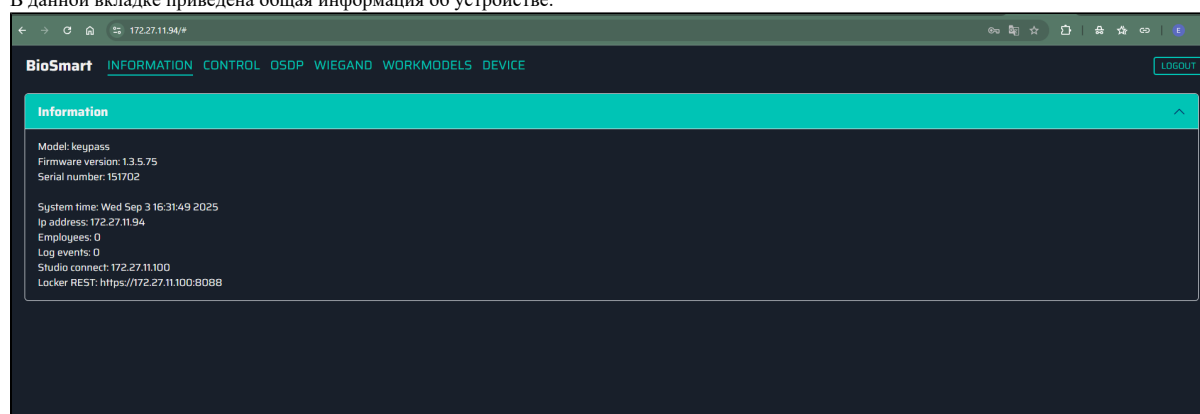 В данной вкладке приведена общая информация об устройстве.
172.27.11.94/#
E
BioSmart INFORMATION CONTROL OSDP WIEGAND WORKMODELS DEVICE LOGOUT
Information
Model: keypass
Firmware version: 1.3.5.75
Serial number: 151702
System time: Wed Sep 3 16:31:49 2025
Ip address: 172.27.11.94
Employees: 0
Log events: 0
Studio connect: 172.27.11.100
Locker REST: https://172.27.11.100:8088